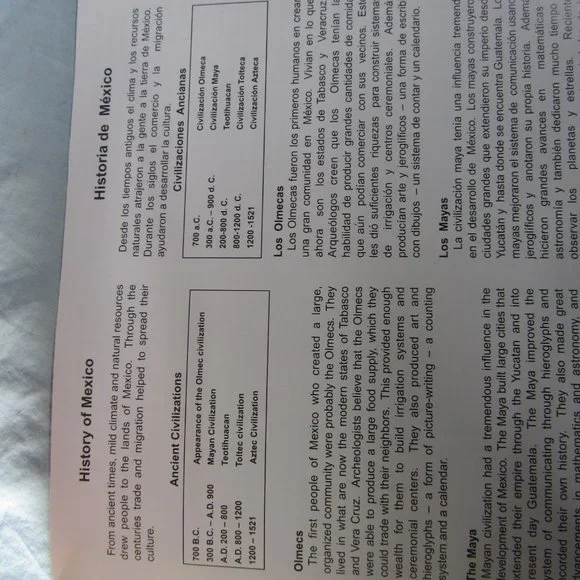 History of Mexico
From ancient times, mild climate and natural resources
drew people to the lands of Mexico. Through the
centuries trade and migration helped to spread their
culture.
Ancient Civilizations
700 B.C. Appearance of the Olmec civilization
300 B.C. – A.D. 900 Mayan Civilization
A.D. 200 – 800 Teotihuacan
A.D. 800 – 1200 Toltec civilization
1200 – 1521 Aztec Civilization
Olmecs
The first people of Mexico who created a large,
organized community were probably the Olmecs. They
lived in what are now the modern states of Tabasco
and Vera Cruz. Archeologists believe that the Olmecs
were able to produce a large food supply, which they
could trade with their neighbors. This provided enough
wealth for them to build irrigation systems and
ceremonial centers. They also produced art and
hieroglyphs – a form of picture-writing – a counting
system and a calendar.
The Maya
Mayan civilization had a tremendous influence in the
development of Mexico. The Maya built large cities that
extended their empire through the Yucatan and into
present day Guatemala. The Maya improved the
system of communicating through hieroglyphs and
recorded their own history. They also made great
mathematics and astronomy and
Historia de México
Desde los tiempos antiguos el clima y los recursos
naturales atrajeron a la gente a la tierra de México.
Durante los siglos el comercio y la migración
ayudaron a desarrollar la cultura.
Civilizaciones Ancianas
700 a.C. Civilización Olmeca
300 a.C. – 900 d. C. Civilización Maya
200-800 d. C. Teotihuacan
800-1200 d. C. Civilización Tolteca
1200 -1521 Civilización Azteca
Los Olmecas
Los Olmecas fueron los primeros humanos en crear
una gran comunidad en México. Vivian en lo que
ahora son los estados de Tabasco y Veracruz.
Arqueólogos creen que los Olmecas tenían la
habilidad de producir grandes cantidades de comida
que aún podían comerciar con sus vecinos. Esto
les dió suficientes riquezas para construir sistemas
de irrigación y centros ceremoniales. Además
producian arte y jeroglíficos – una forma de escribir
con dibujos – un sistema de contar y un calendario.
Los Mayas
La civilización maya tenía una influencia tremenda
en el desarrollo de México. Los mayas construyeron
ciudades grandes que extendieron su imperio desde
Yucatán y hasta donde se encuentra Guatemala. Los
mayas mejoraron el sistema de comunicación usando
jeroglíficos y anotaron su propia historia. Además
hicieron grandes avances en matemáticas y
astronomía y también dedicaron mucho tiempo
observar los planetas y estrellas.